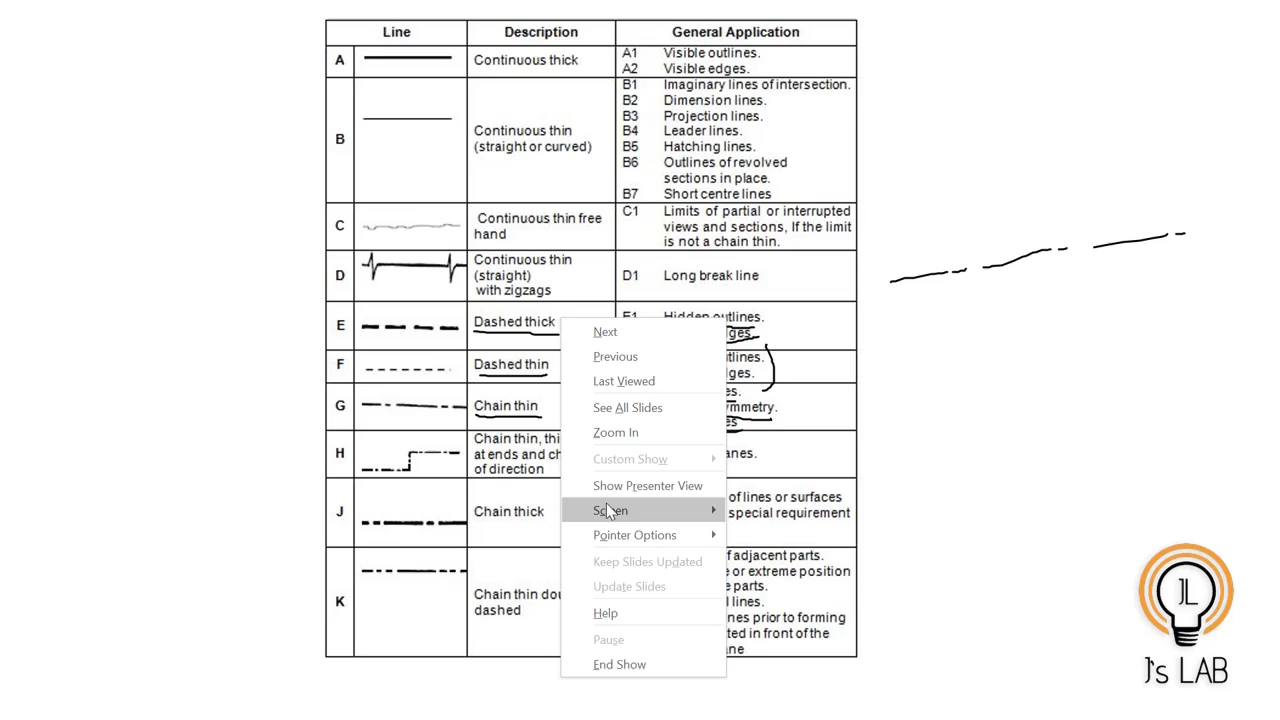 Line Description General Application
A Continuous thick A1 Visible outlines.
A2 Visible edges.
B Continuous thin (straight or curved) B1 Imaginary lines of intersection.
B2 Dimension lines.
B3 Projection lines.
B4 Leader lines.
B5 Hatching lines.
B6 Outlines of revolved
sections in place.
B7 Short centre lines
C Continuous thin free hand C1 Limits of partial or interrupted
views and sections, If the limit
is not a chain thin.
D Continuous thin (straight) with zigzags D1 Long break line
E Dashed thick E1 Hidden outlines.
F Dashed thin
G Chain thin
H Chain thin,
at ends and
of direction
J Chain thick of lines or surfaces
special requirement
K Chain thin
dashed
adjacent parts.
or extreme position
parts.
lines.
prior to forming
in front of the
Next
Previous
Last Viewed
See All Slides
Zoom In
Custom Show
Show Presenter View
Screen
Pointer Options
Keep Slides Updated
Update Slides
Help
Pause
End Show
JL
J's LAB